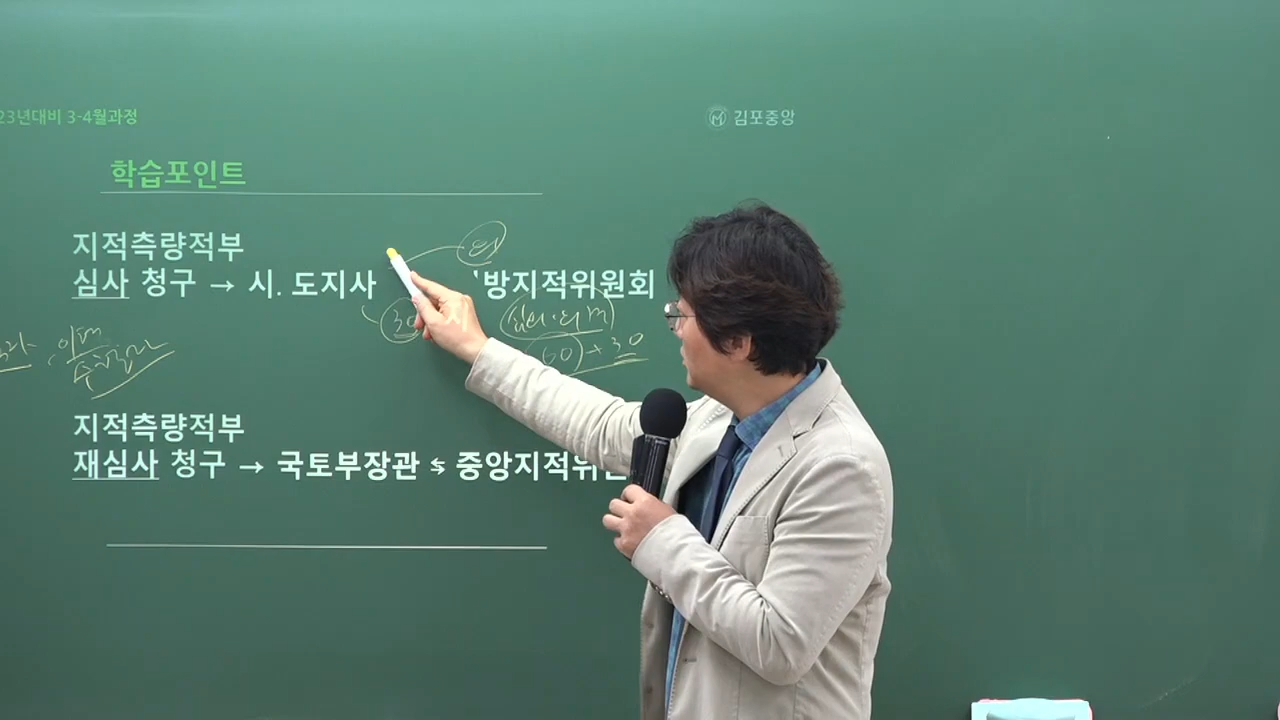 23년대비 3-4월과정
김포중앙
학습포인트
지적측량적부
심사 청구 → 시. 도지사 방지적위원회
30
60)+30
지적측량적부
재심사 청구 → 국토부장관 ⇆ 중앙지적위원